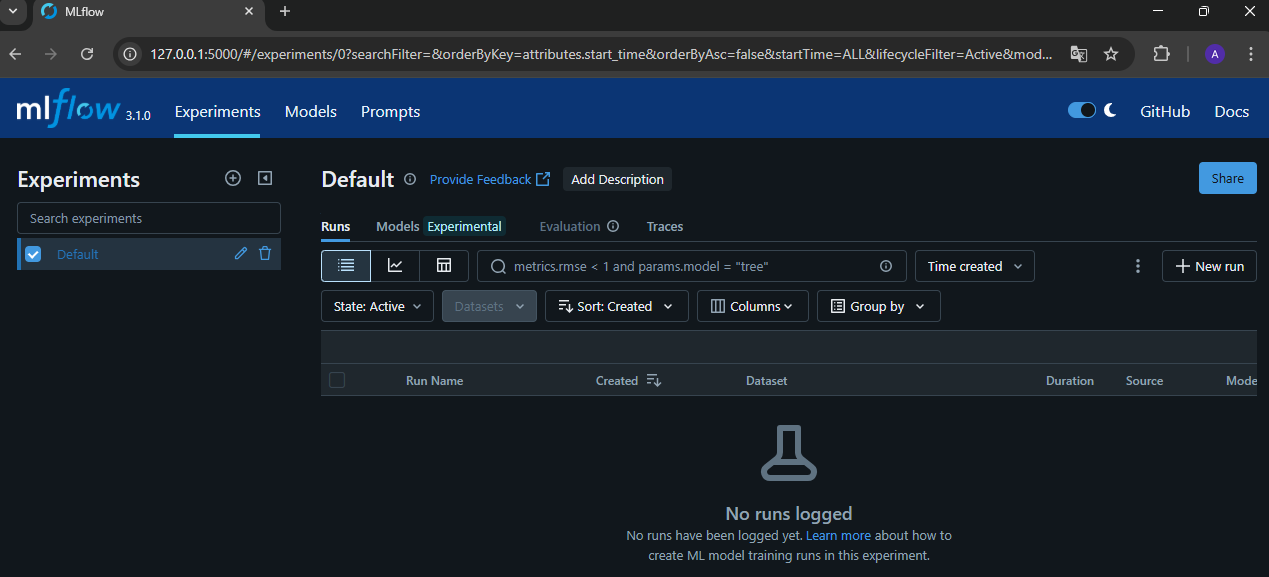 MLflow
127.0.0.1:5000/#/experiments/0?searchFilter=&orderByKey=attributes.start_time&orderByAsc=false&startTime=ALL&lifecycleFilter=Active&mod...
A
mlflow 3.1.0 Experiments Models Prompts GitHub Docs
Experiments
Search experiments
Default
Default Provide Feedback Add Description Share
Runs Models Experimental Evaluation Traces
metrics.rmse < 1 and params.model = "tree" Time created New run
State: Active Datasets Sort: Created Columns Group by
Run Name Created Dataset Duration Source Mode
No runs logged
No runs have been logged yet. Learn more about how to
create ML model training runs in this experiment.